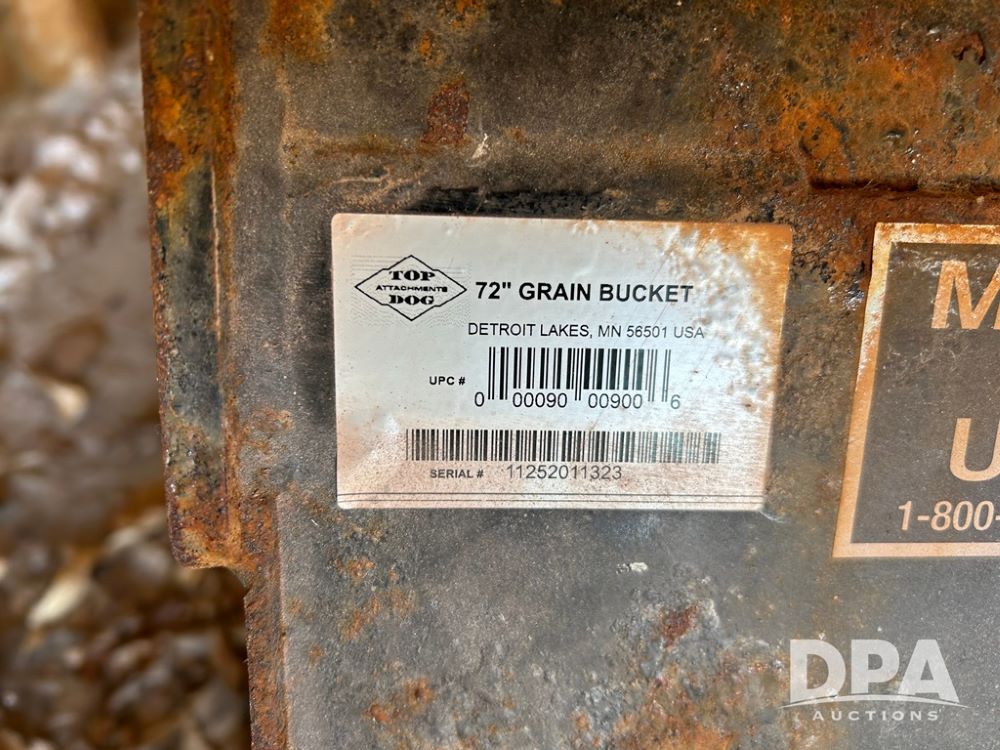 TOP
ATTACHMENTS
DOG
72" GRAIN BUCKET
DETROIT LAKES, MN 56501 USA
UPC #
0 00090 00900 6
SERIAL # 11252011323
M
U
1-800-
DPA
AUCTIONS